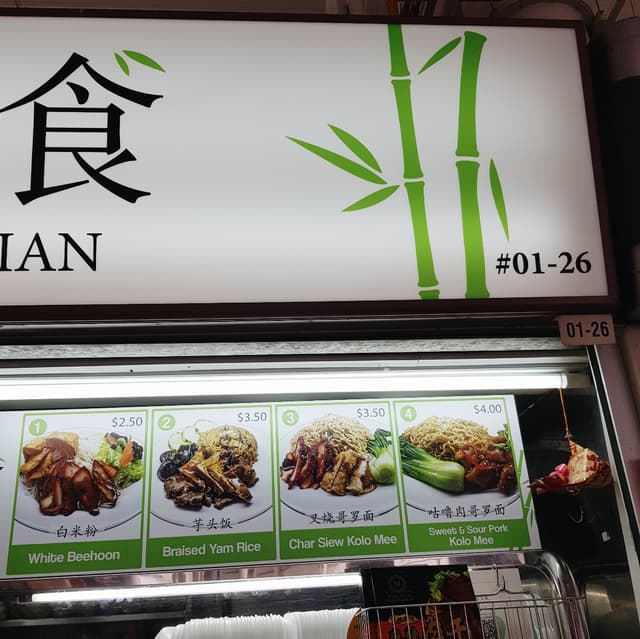 食
IAN
#01-26
01-26
1
$2.50
白米粉
White Beehoon
2
$3.50
芋头饭
Braised Yam Rice
3
$3.50
叉烧哥罗面
Char Siew Kolo Mee
4
$4.00
咕噜肉哥罗面
Sweet & Sour Pork
Kolo Mee